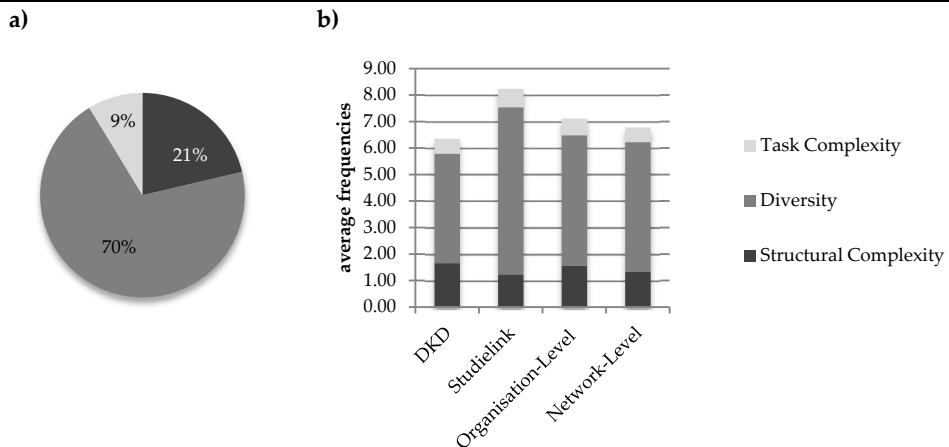 a)
9%
21%
70%
b)
average frequencies
9.00
8.00
7.00
6.00
5.00
4.00
3.00
2.00
1.00
0.00
DKD
Studielink
Organisation-Level
Network-Level
Task Complexity
Diversity
Structural Complexity